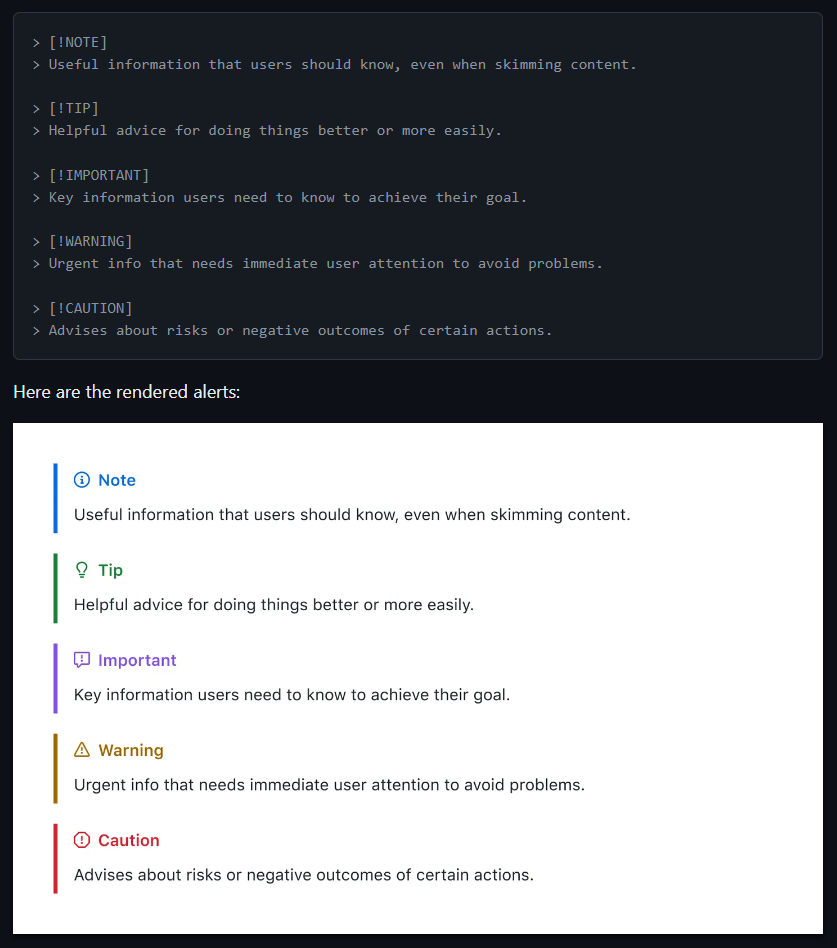 > [!NOTE]
> Useful information that users should know, even when skimming content.
> [!TIP]
> Helpful advice for doing things better or more easily.
> [!IMPORTANT]
> Key information users need to know to achieve their goal.
> [!WARNING]
> Urgent info that needs immediate user attention to avoid problems.
> [!CAUTION]
> Advises about risks or negative outcomes of certain actions.
Here are the rendered alerts:
Note
Useful information that users should know, even when skimming content.
Tip
Helpful advice for doing things better or more easily.
Important
Key information users need to know to achieve their goal.
Warning
Urgent info that needs immediate user attention to avoid problems.
Caution
Advises about risks or negative outcomes of certain actions.